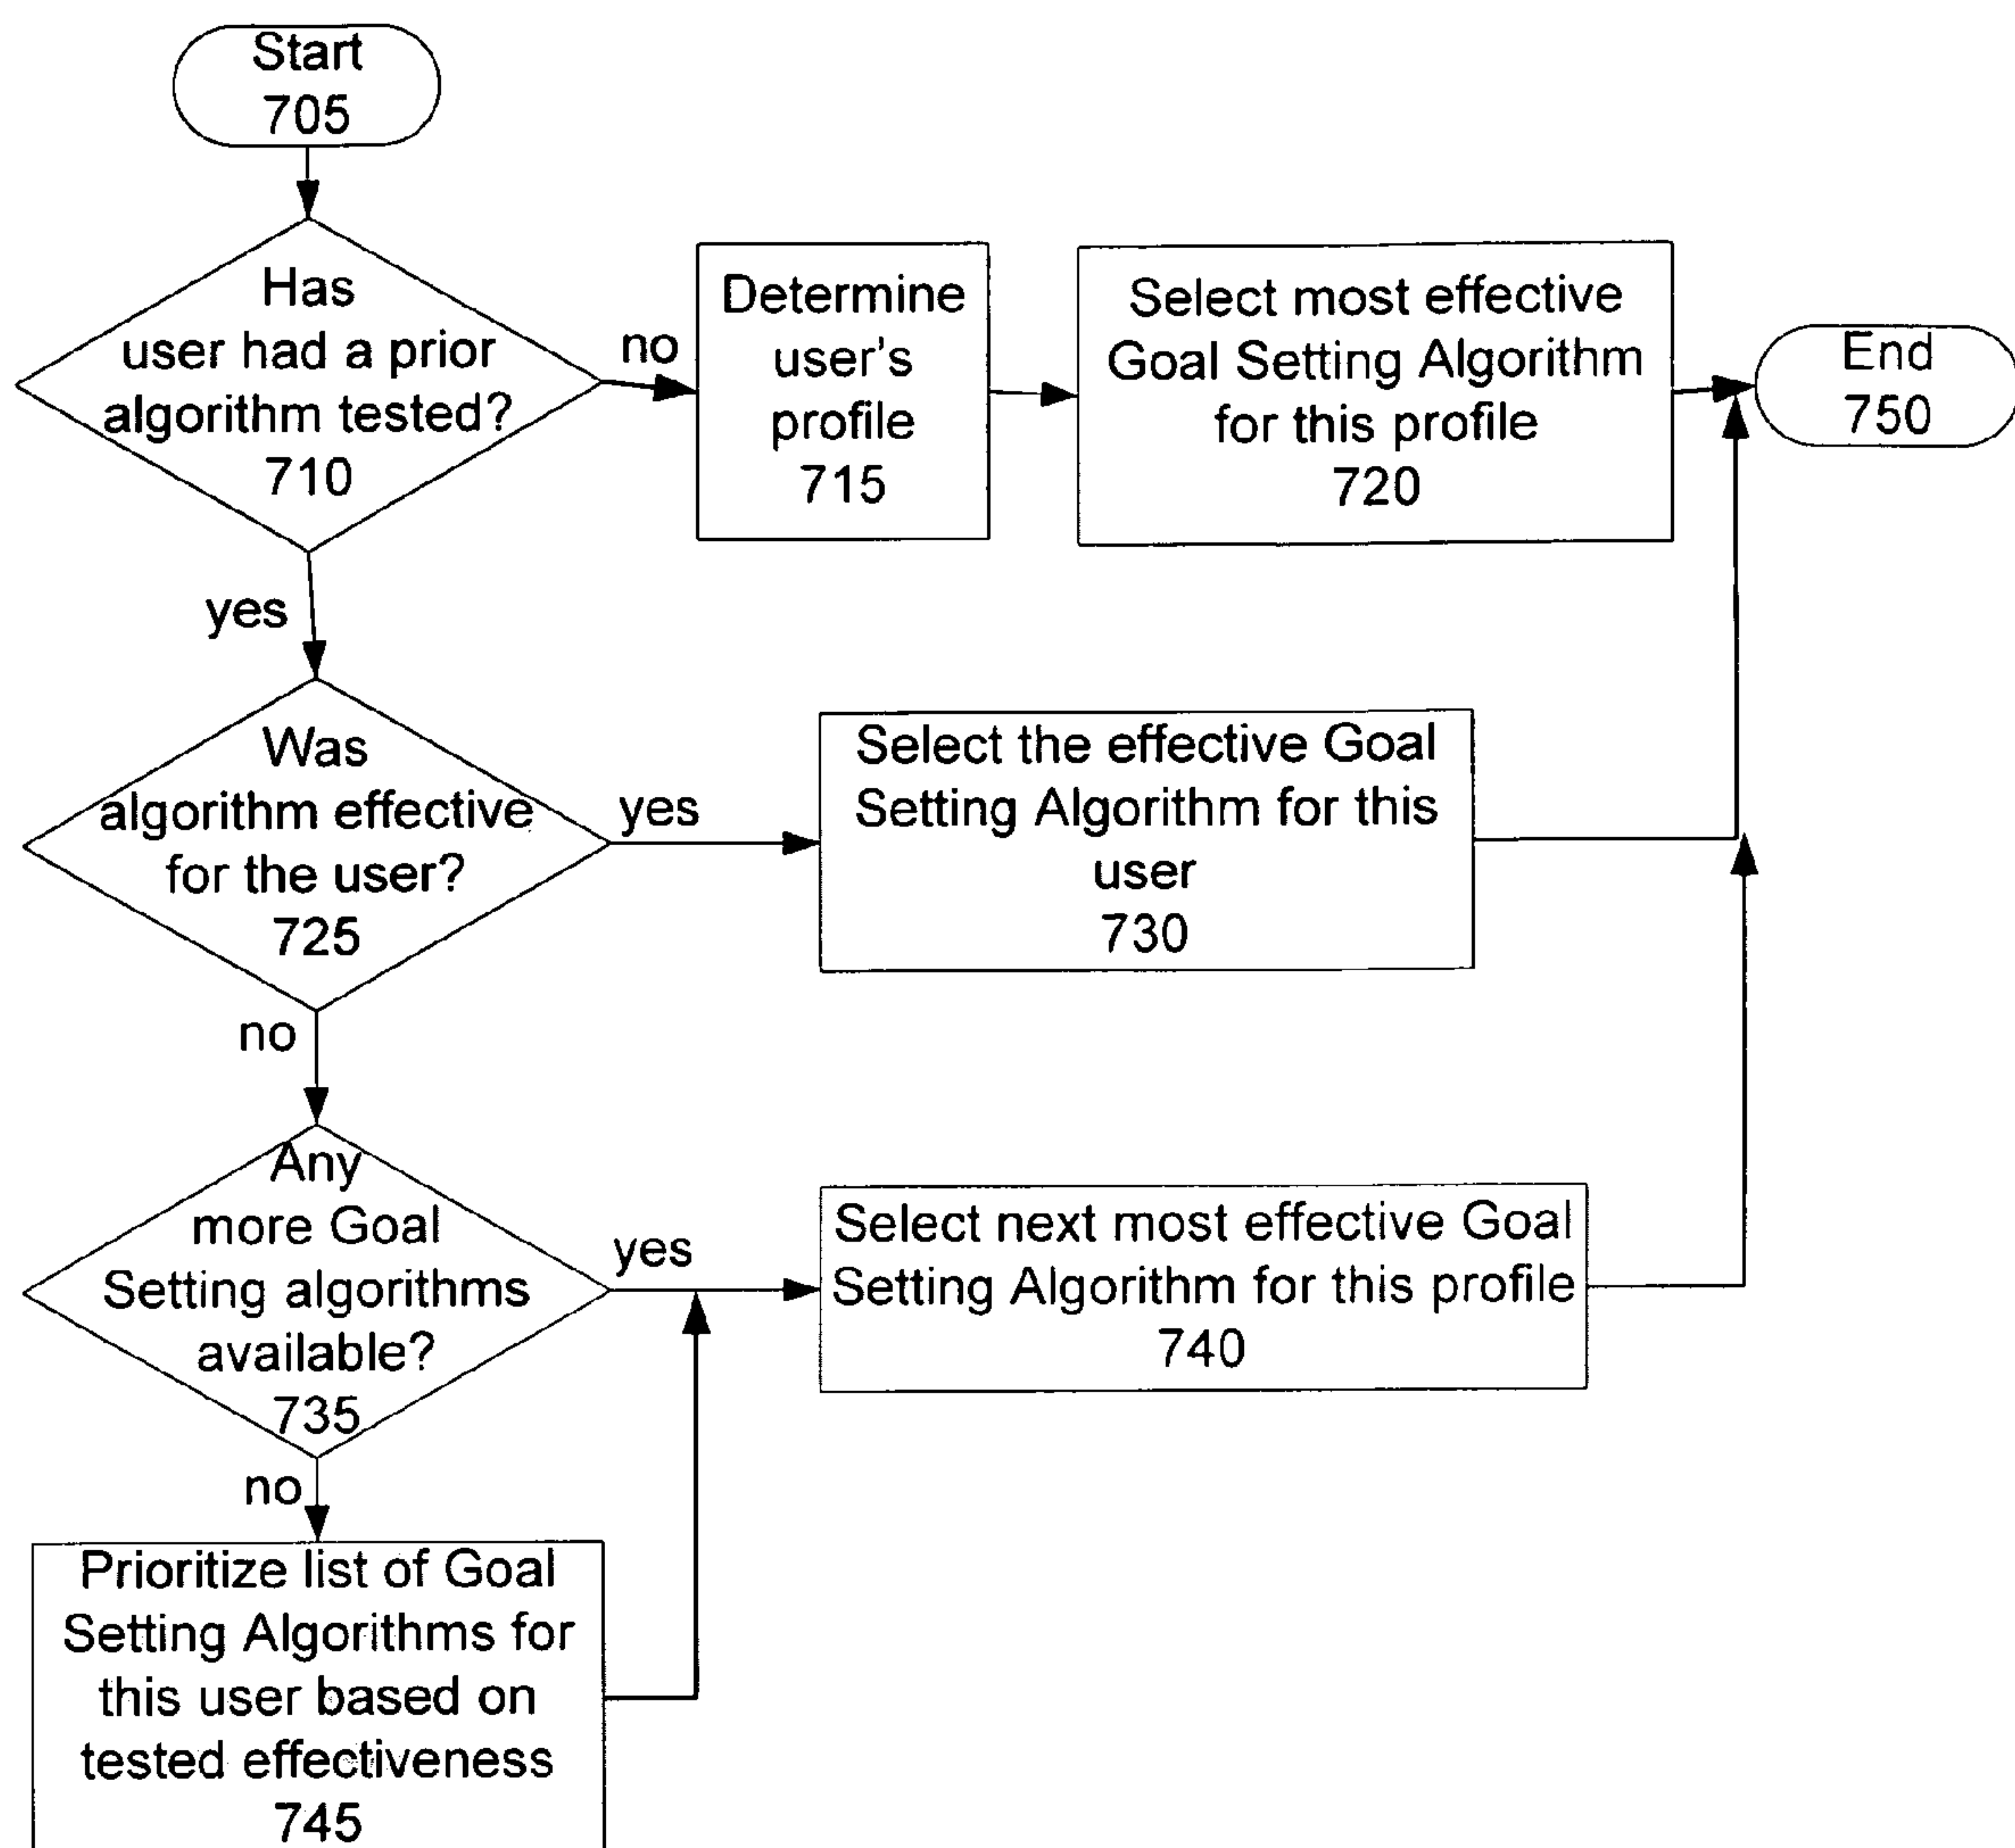 Start
705
Has
user had a prior
algorithm tested?
710
no
Determine
user's
profile
715
Select most effective
Goal Setting Algorithm
for this profile
720
End
750
yes
Was
algorithm effective
for the user?
725
yes
Select the effective Goal
Setting Algorithm for this
user
730
no
Any
more Goal
Setting algorithms
available?
735
yes
Select next most effective Goal
Setting Algorithm for this profile
740
no
Prioritize list of Goal
Setting Algorithms for
this user based on
tested effectiveness
745